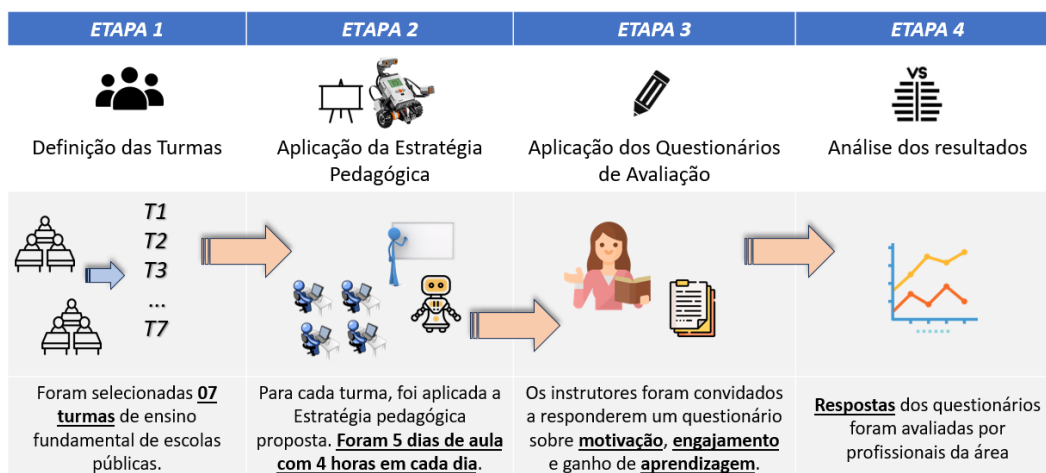 ETAPA 1
ETAPA 2
ETAPA 3
ETAPA 4
Definição das Turmas
Aplicação da Estratégia
Pedagógica
Aplicação dos Questionários
de Avaliação
VS
Análise dos resultados
T1
T2
T3
...
T7
Foram selecionadas 07
turmas de ensino
fundamental de escolas
públicas.
Para cada turma, foi aplicada a
Estratégia pedagógica
proposta. Foram 5 dias de aula
com 4 horas em cada dia.
Os instrutores foram convidados
a responderem um questionário
sobre motivação, engajamento
e ganho de aprendizagem.
Respostas dos questionários
foram avaliadas por
profissionais da área